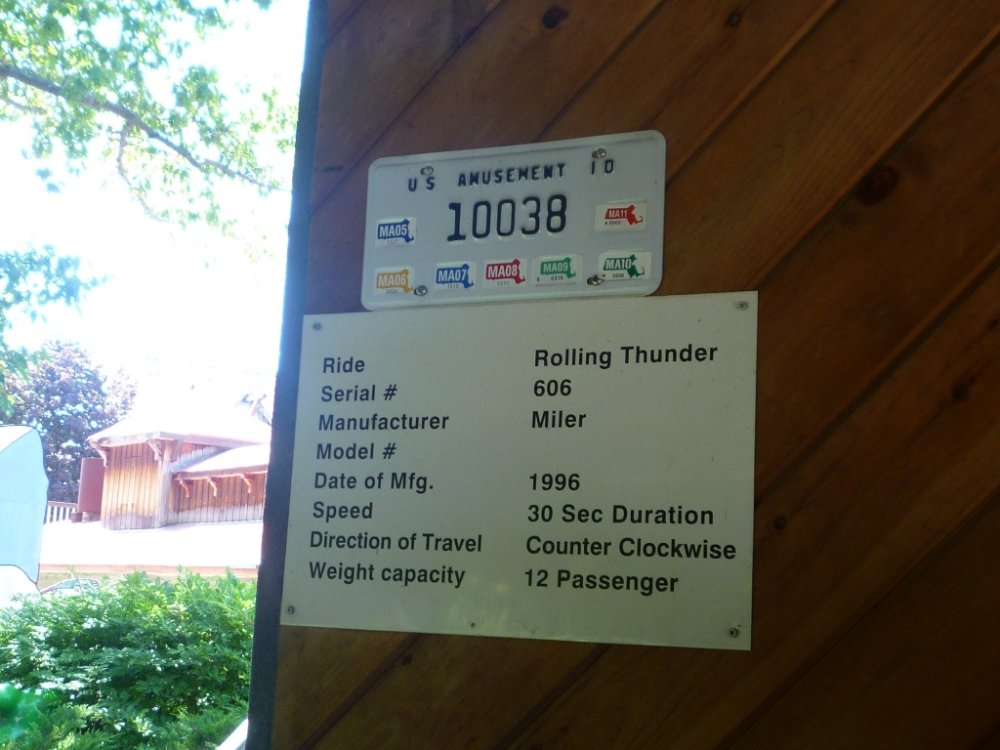 US AMUSEMENT ID
10038
MA05
MA11
MA06 MA07 MA08 MA09 MA10
Ride Rolling Thunder
Serial # 606
Manufacturer Miler
Model #
Date of Mfg. 1996
Speed 30 Sec Duration
Direction of Travel Counter Clockwise
Weight capacity 12 Passenger